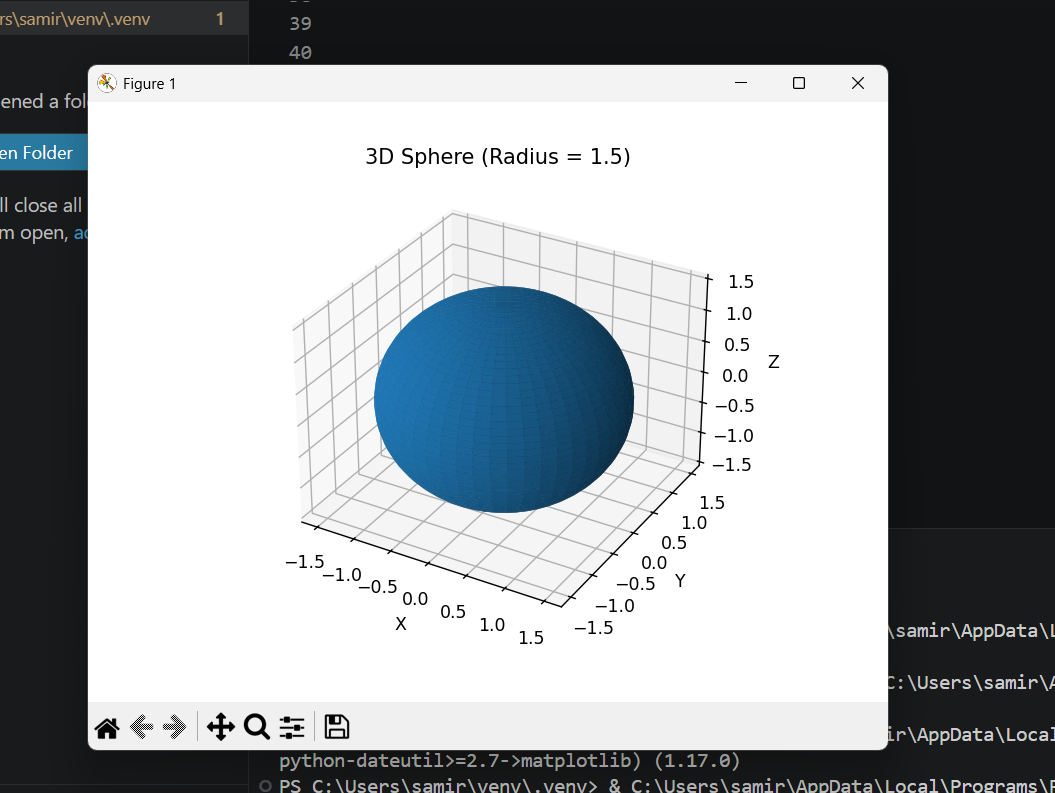 rs\samir\venv\.venv 1
39
40
Figure 1
ened a fol
en Folder
ll close all
m open, ad
3D Sphere (Radius = 1.5)
1.5
1.0
0.5
0.0
−0.5
−1.0
−1.5
Z
−1.5
−1.0
−0.5
0.0
0.5
1.0
1.5
X
1.5
1.0
0.5
0.0
−0.5
−1.0
−1.5
Y
\samir\AppData\L
C:\Users\samir\A
ir\AppData\Local
python-dateutil>=2.7->matplotlib) (1.17.0)
PS C:\Users\samir\venv\.venv> & C:\Users\samir\AppData\Local\Programs\P